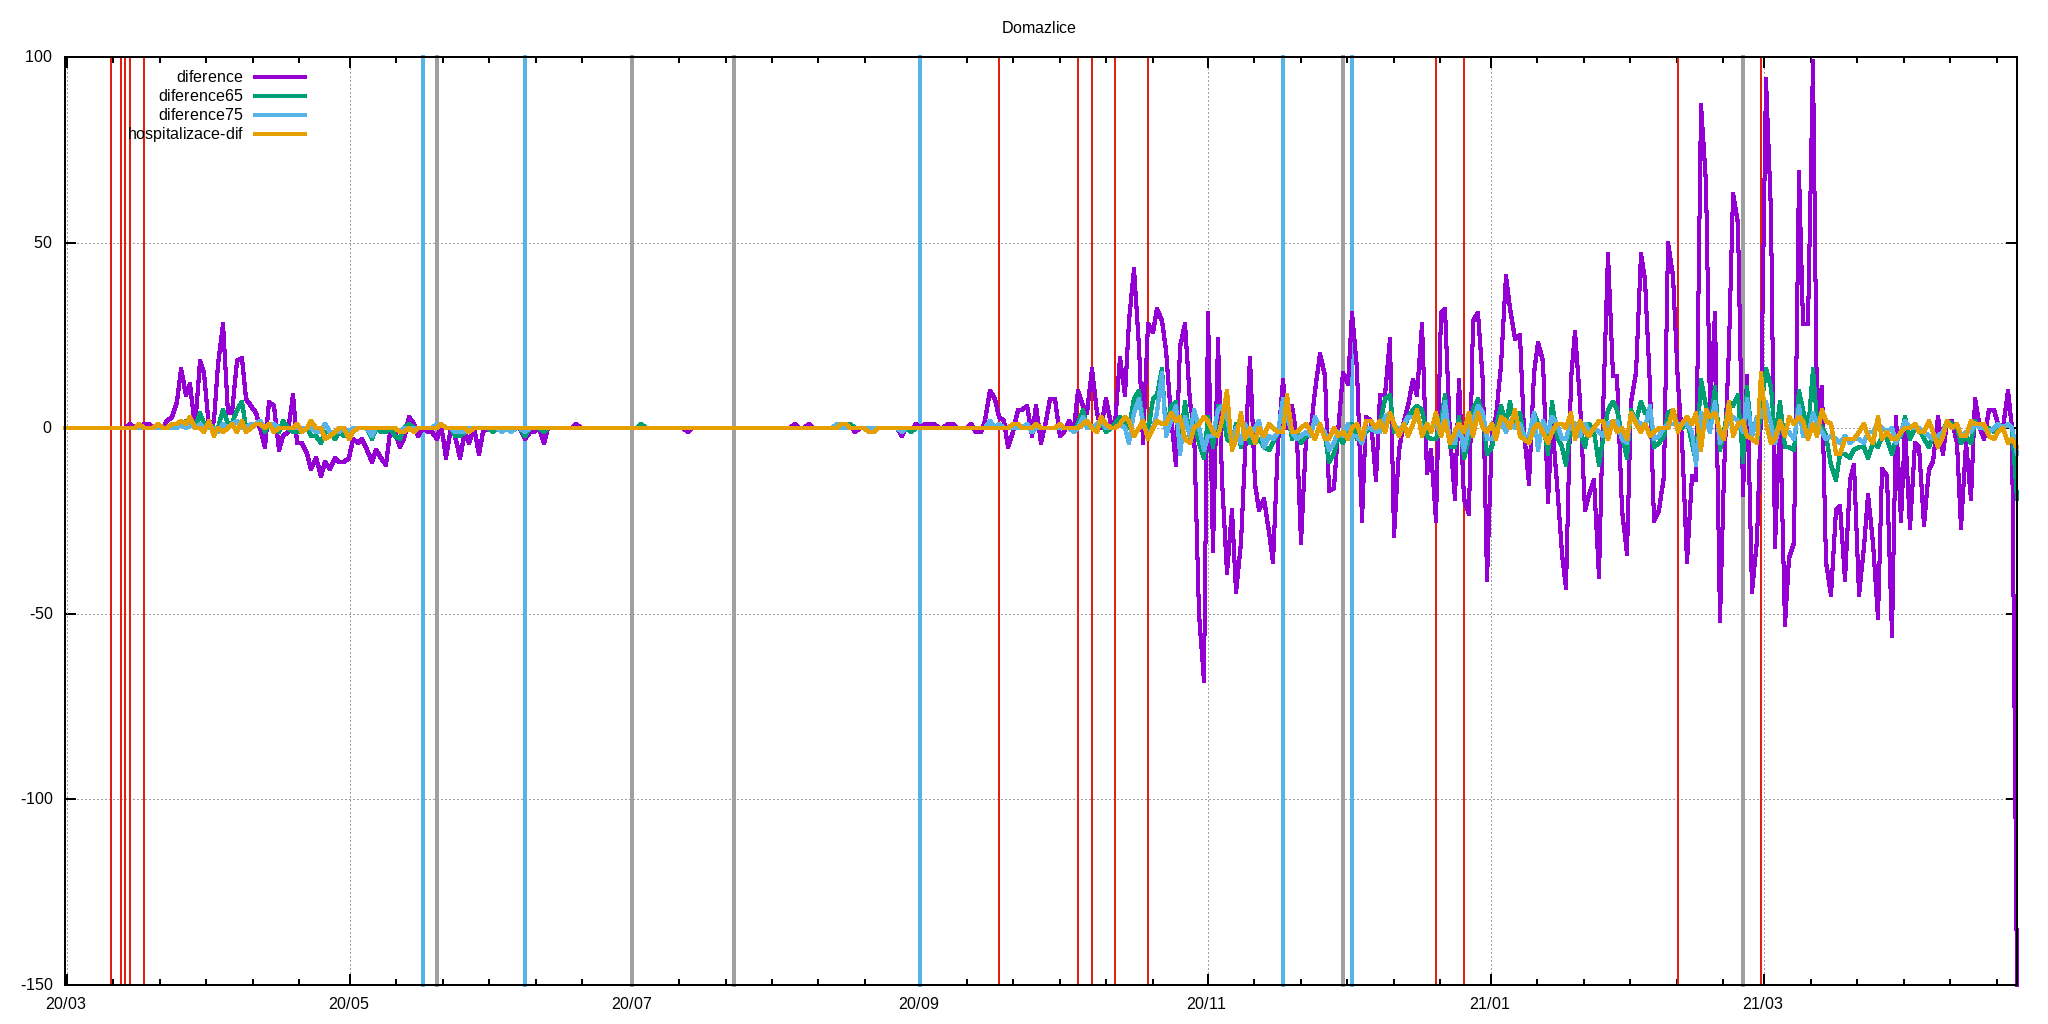 Domazlice
100
50
0
-50
-100
-150
diference
diference65
diference75
hospitalizace-dif
20/03 20/05 20/07 20/09 20/11 21/01 21/03